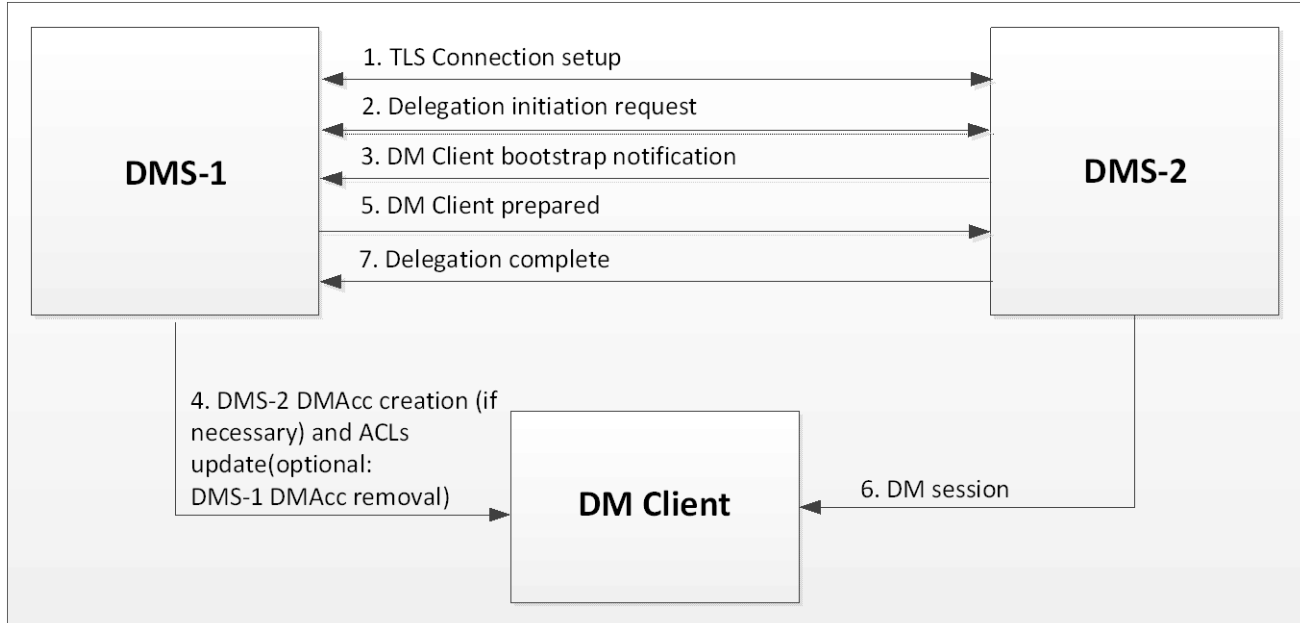 1. TLS Connection setup
2. Delegation initiation request
3. DM Client bootstrap notification
DMS-1
DMS-2
5. DM Client prepared
7. Delegation complete
4. DMS-2 DMAcc creation (if
necessary) and ACLs
update(optional:
DMS-1 DMAcc removal)
DM Client
6. DM session